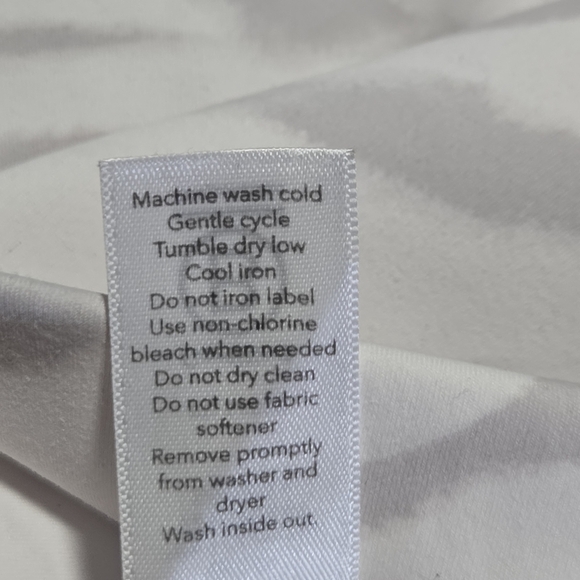 Machine wash cold
Gentle cycle
Tumble dry low
Cool iron
Do not iron label
Use non-chlorine
bleach when needed
Do not dry clean
Do not use fabric
softener
Remove promptly
from washer and
dryer
Wash inside out.